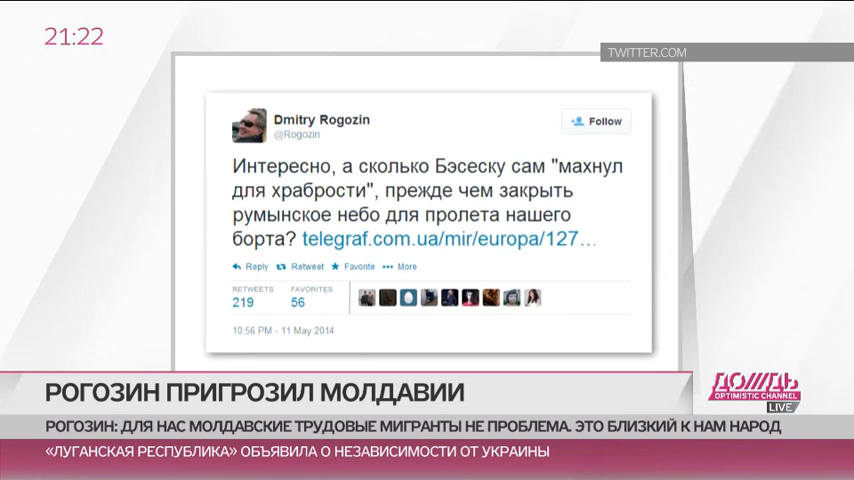 21:22
TWITTER.COM
Dmitry Rogozin
@Rogozin
Follow
Интересно, а сколько Бэсеску сам "махнул
для храбрости", прежде чем закрыть
румынское небо для пролета нашего
борта? telegraf.com.ua/mir/europa/127…
Reply Retweet Favorite More
RETWEETS FAVORITES
219 56
10:56 PM - 11 May 2014
РОГОЗИН ПРИГРОЗИЛ МОЛДАВИИ
ДОЖДЬ
OPTIMISTIC CHANNEL
LIVE
РОГОЗИН: ДЛЯ НАС МОЛДАВСКИЕ ТРУДОВЫЕ МИГРАНТЫ НЕ ПРОБЛЕМА. ЭТО БЛИЗКИЙ К НАМ НАРОД
«ЛУГАНСКАЯ РЕСПУБЛИКА» ОБЪЯВИЛА О НЕЗАВИСИМОСТИ ОТ УКРАИНЫ